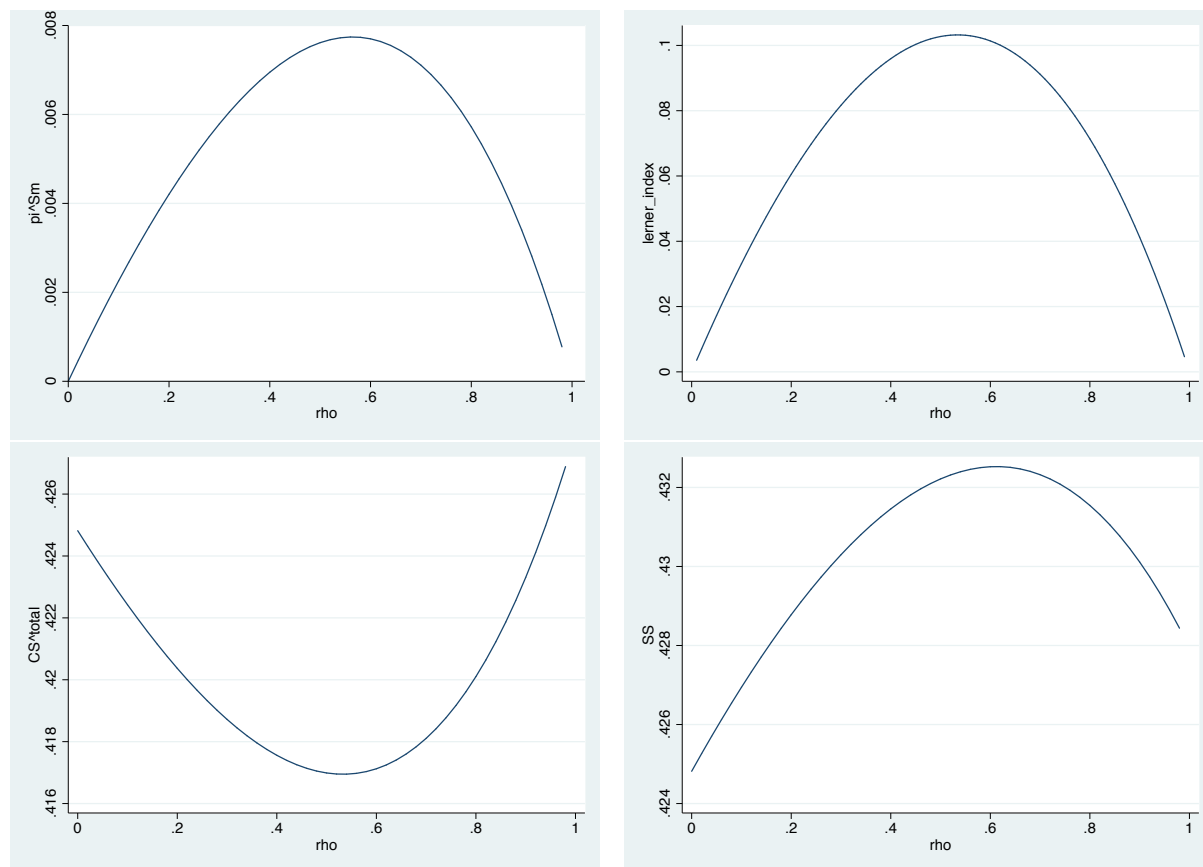 pi^Sm
0 .002 .004 .006 .008
0 .2 .4 .6 .8 1
rho
lerner_index
0 .02 .04 .06 .08 .1
0 .2 .4 .6 .8 1
rho
CS^total
.416 .418 .42 .422 .424 .426
0 .2 .4 .6 .8 1
rho
SS
.424 .426 .428 .43 .432
0 .2 .4 .6 .8 1
rho